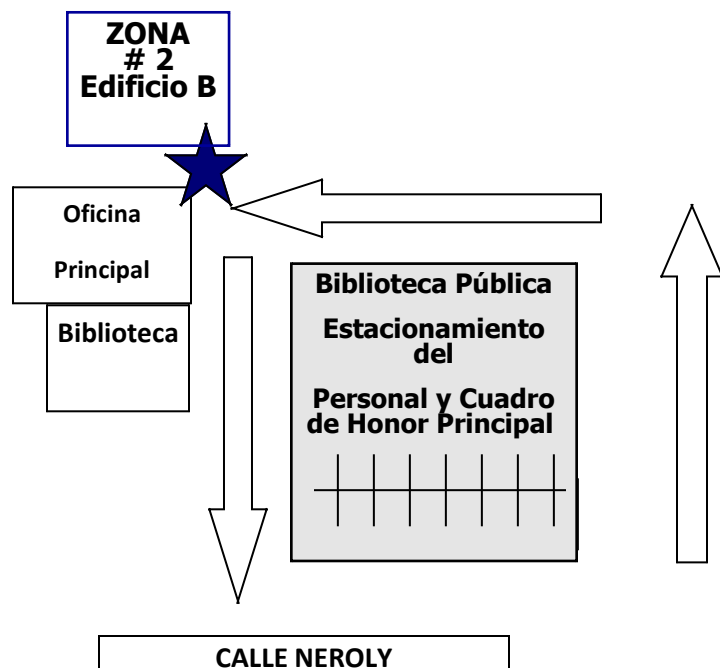 ZONA
# 2
Edificio B
Oficina
Principal
Biblioteca
Biblioteca Pública
Estacionamiento
del
Personal y Cuadro
de Honor Principal
CALLE NEROLY